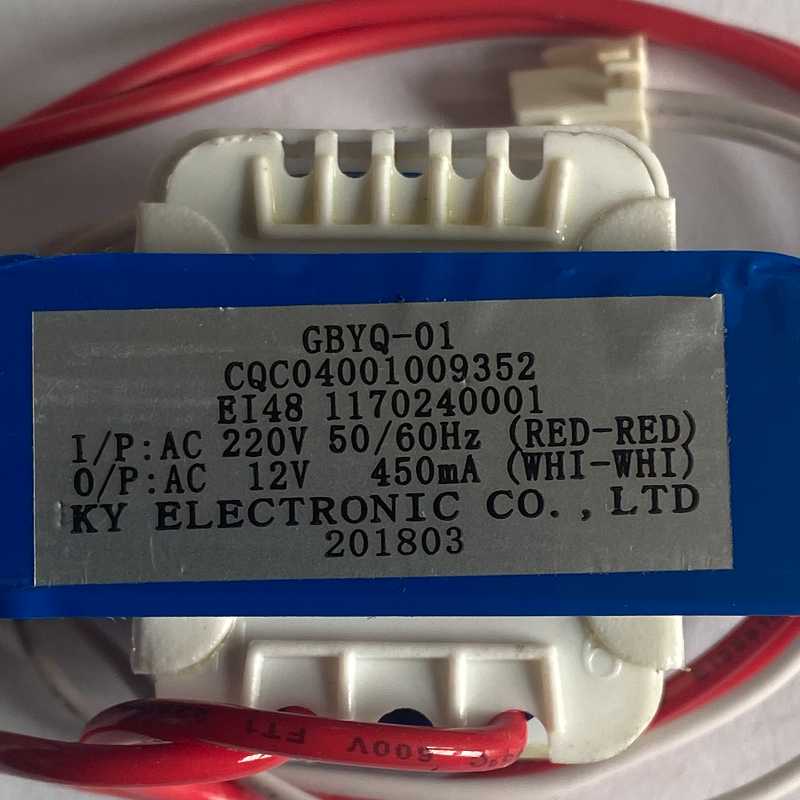 GBYQ-01
CQC04001009352
EI48 1170240001
I/P:AC 220V 50/60Hz (RED-RED)
O/P:AC 12V 450mA (WHI-WHI)
KY ELECTRONIC CO.,LTD
201803
FT1 600V